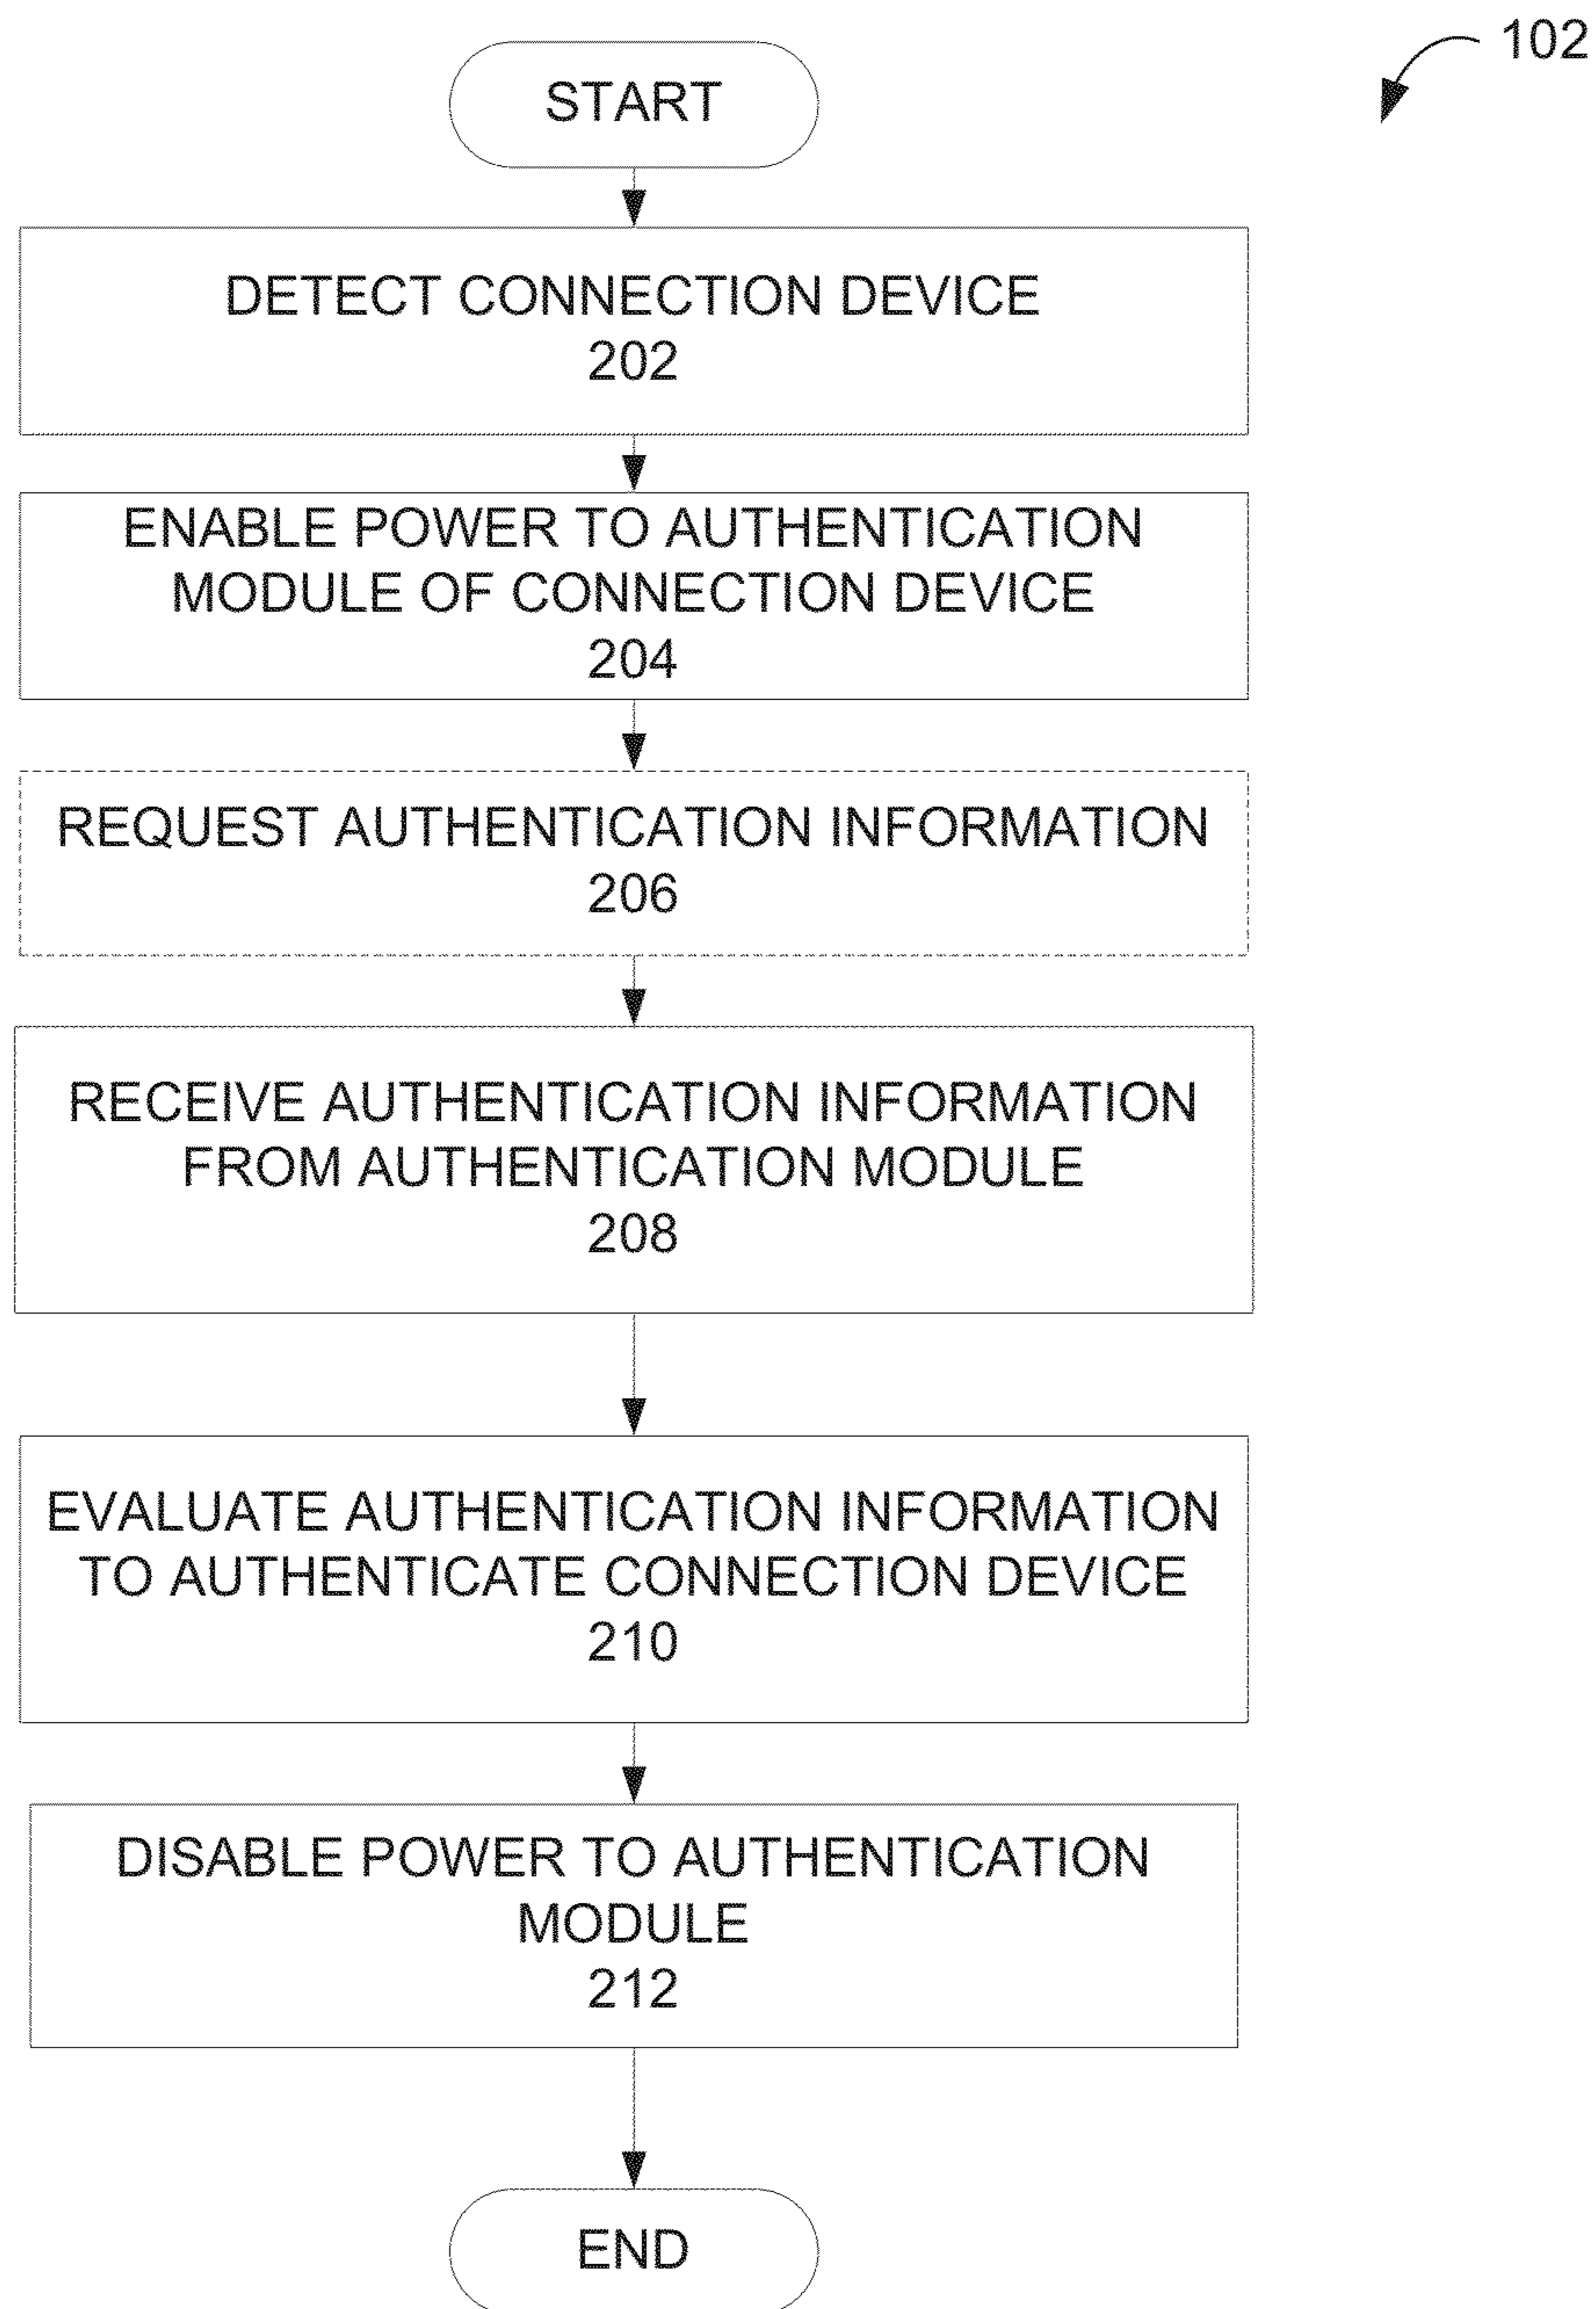 102
START
DETECT CONNECTION DEVICE
202
ENABLE POWER TO AUTHENTICATION
MODULE OF CONNECTION DEVICE
204
REQUEST AUTHENTICATION INFORMATION
206
RECEIVE AUTHENTICATION INFORMATION
FROM AUTHENTICATION MODULE
208
EVALUATE AUTHENTICATION INFORMATION
TO AUTHENTICATE CONNECTION DEVICE
210
DISABLE POWER TO AUTHENTICATION
MODULE
212
END